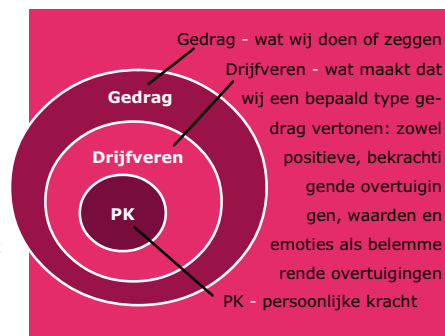 Gedrag - wat wij doen of zeggen
Drijfveren - wat maakt dat
wij een bepaald type ge-
drag vertonen: zowel
positieve, bekrachti
gende overtuigin
gen, waarden en
emoties als belemme
rende overtuigingen
PK - persoonlijke kracht
Gedrag
Drijfveren
PK